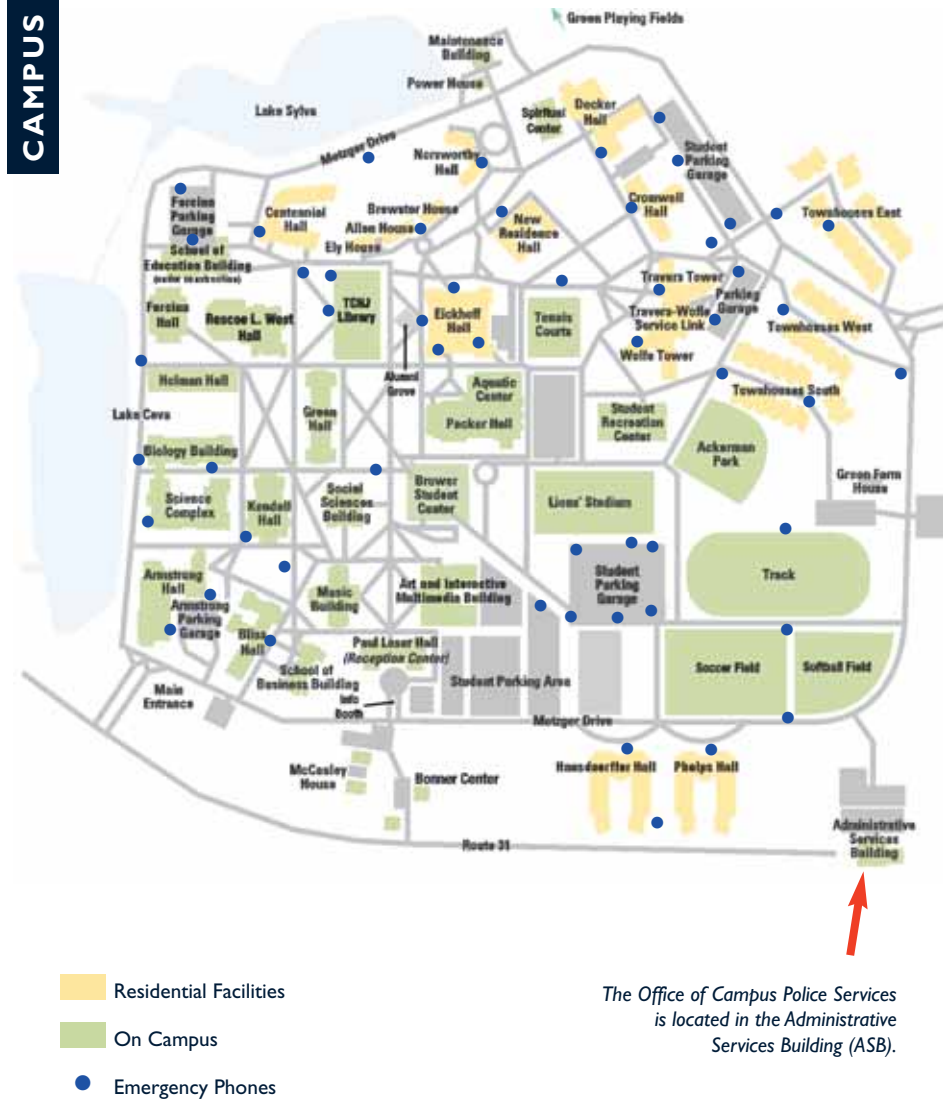 CAMPUS
Green Playing Fields
Maintenance
Building
Power House
Lake Sylva
Spiritual
Center
Decker
Hall
Metzger Drive
Norsworthy
Hall
Student
Parking
Garage
Forcina
Parking
Garage
Centennial
Hall
Brewster House
Allen House
Ely House
New
Residence
Hall
Cromwell
Hall
Townhouses East
School of
Education Building
(under construction)
Travers Tower
Parking
Garage
Forcina
Hall
Roscoe L. West
Hall
TCNJ
Library
Eickhoff
Hall
Tennis
Courts
Travers-Wolfe
Service Link
Wolfe Tower
Townhouses West
Alumni
Grove
Holman Hall
Aquatic
Center
Packer Hall
Townhouses South
Lake Ceva
Green
Hall
Student
Recreation
Center
Ackerman
Park
Biology Building
Green Farm
House
Science
Complex
Kendall
Hall
Social
Sciences
Building
Brower
Student
Center
Lions' Stadium
Armstrong
Hall
Armstrong
Parking
Garage
Music
Building
Art and Interactive
Multimedia Building
Student
Parking
Garage
Track
Bliss
Hall
Paul Loser Hall
(Reception Center)
School of
Business Building
Info
Booth
Student Parking Area
Soccer Field
Softball Field
Main
Entrance
Metzger Drive
McCauley
House
Bonner Center
Hausdoerffer Hall
Phelps Hall
Route 31
Administrative
Services
Building
Residential Facilities
On Campus
Emergency Phones
The Office of Campus Police Services
is located in the Administrative
Services Building (ASB).